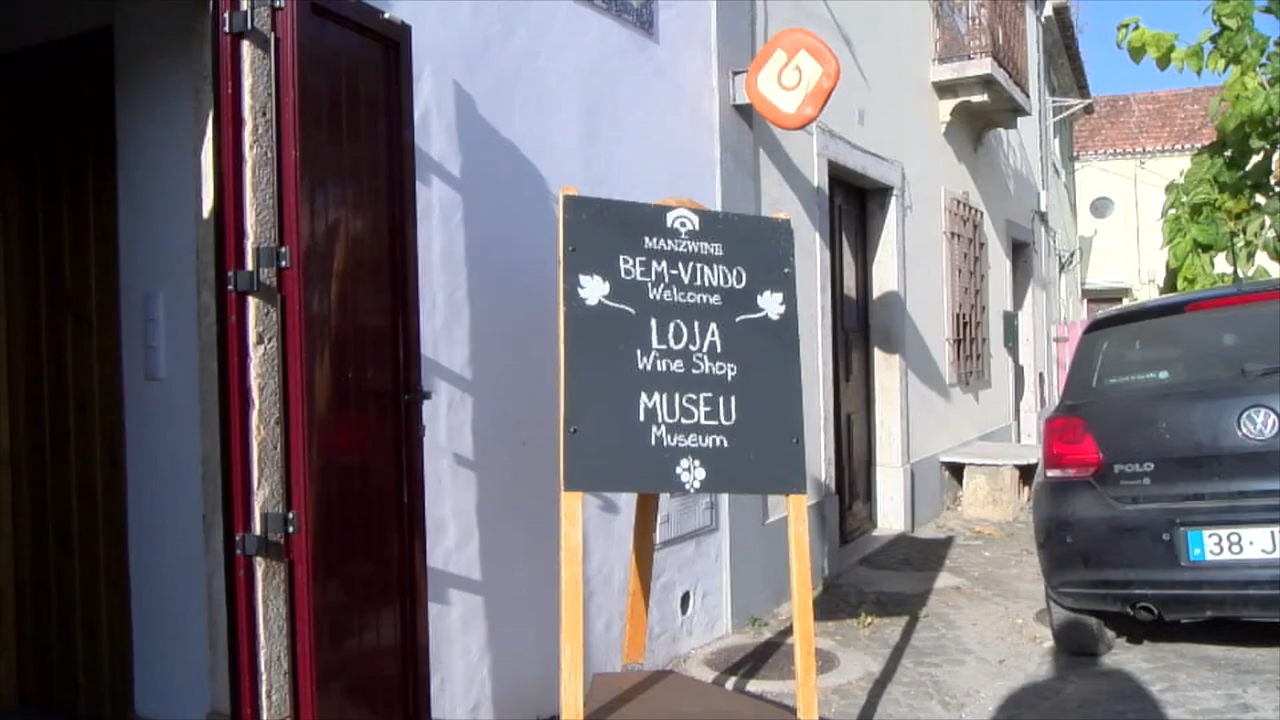 MANZWINE
BEM-VINDO
Welcome
LOJA
Wine Shop
MUSEU
Museum
POLO
P 38·J